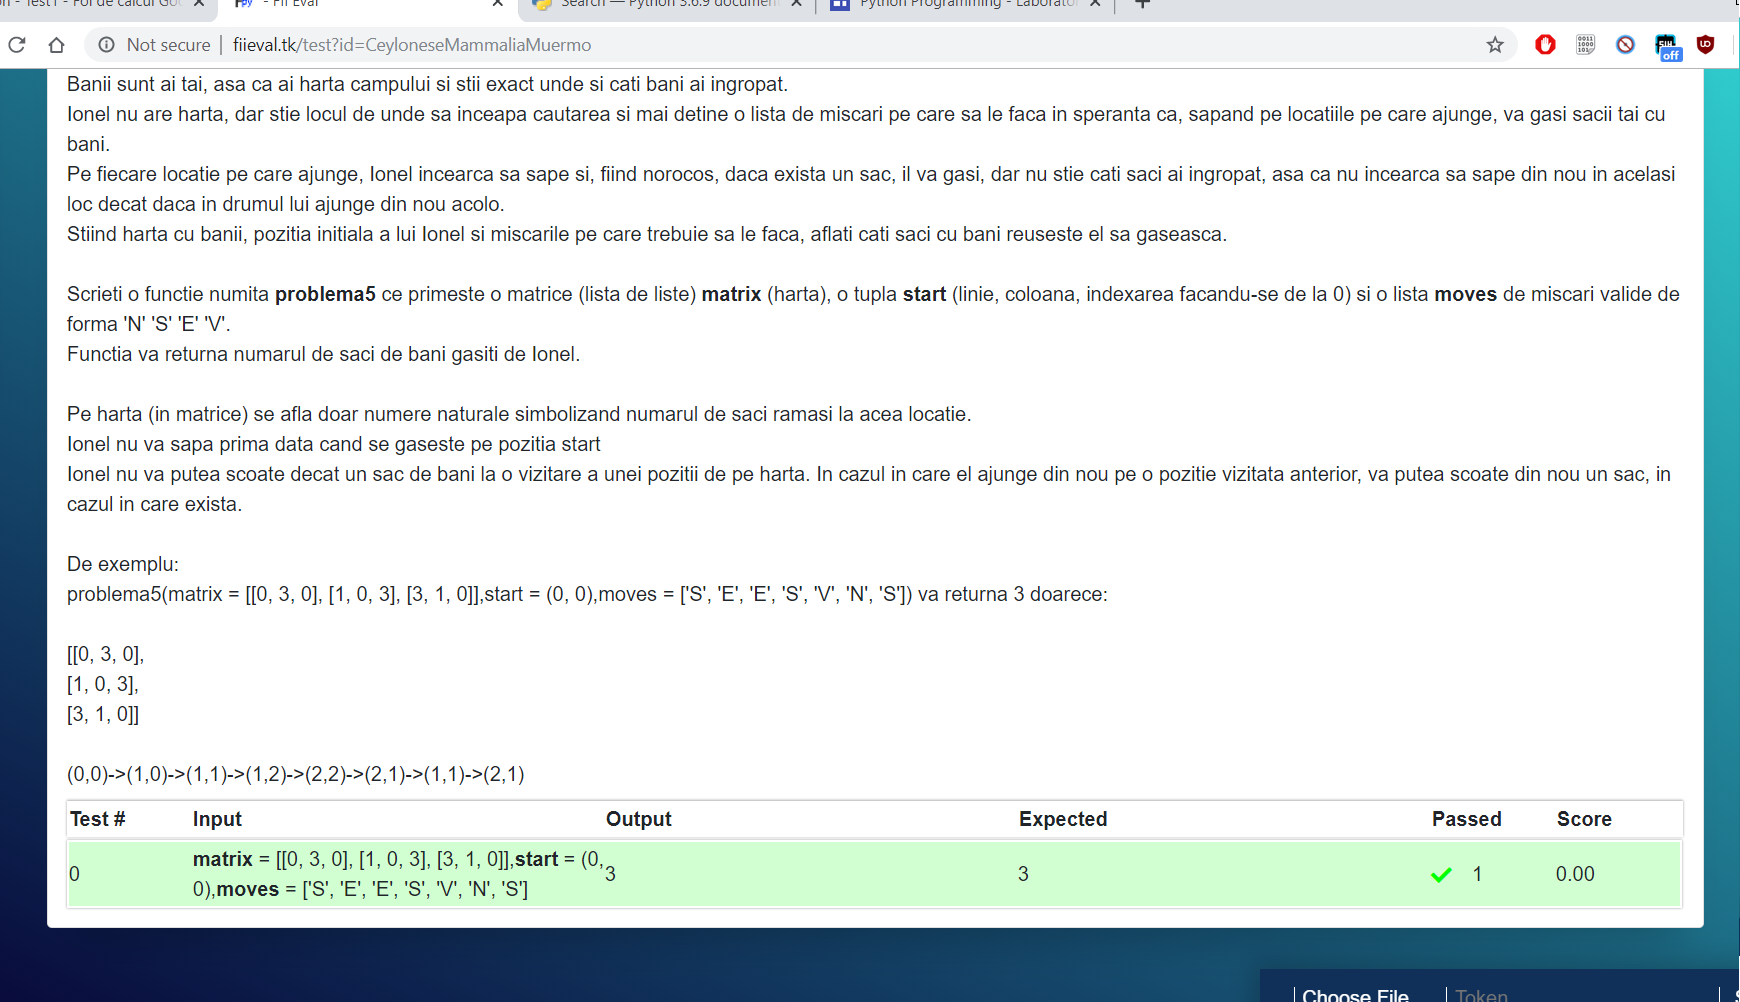 n - Test1 - Foi de calcul Goo
Fpy - FII Eval
Search — Python 3.6.9 documen
Python Programming - Laborato
Not secure | fiieval.tk/test?id=CeyloneseMammaliaMuermo
off
Banii sunt ai tai, asa ca ai harta campului si stii exact unde si cati bani ai ingropat.
Ionel nu are harta, dar stie locul de unde sa inceapa cautarea si mai detine o lista de miscari pe care sa le faca in speranta ca, sapand pe locatiile pe care ajunge, va gasi sacii tai cu
bani.
Pe fiecare locatie pe care ajunge, Ionel incearca sa sape si, fiind norocos, daca exista un sac, il va gasi, dar nu stie cati saci ai ingropat, asa ca nu incearca sa sape din nou in acelasi
loc decat daca in drumul lui ajunge din nou acolo.
Stiind harta cu banii, pozitia initiala a lui Ionel si miscarile pe care trebuie sa le faca, aflati cati saci cu bani reuseste el sa gaseasca.
Scrieti o functie numita problema5 ce primeste o matrice (lista de liste) matrix (harta), o tupla start (linie, coloana, indexarea facandu-se de la 0) si o lista moves de miscari valide de
forma 'N' 'S' 'E' 'V'.
Functia va returna numarul de saci de bani gasiti de Ionel.
Pe harta (in matrice) se afla doar numere naturale simbolizand numarul de saci ramasi la acea locatie.
Ionel nu va sapa prima data cand se gaseste pe pozitia start
Ionel nu va putea scoate decat un sac de bani la o vizitare a unei pozitii de pe harta. In cazul in care el ajunge din nou pe o pozitie vizitata anterior, va putea scoate din nou un sac, in
cazul in care exista.
De exemplu:
problema5(matrix = [[0, 3, 0], [1, 0, 3], [3, 1, 0]],start = (0, 0),moves = ['S', 'E', 'E', 'S', 'V', 'N', 'S']) va returna 3 doarece:
[[0, 3, 0],
[1, 0, 3],
[3, 1, 0]]
(0,0)->(1,0)->(1,1)->(1,2)->(2,2)->(2,1)->(1,1)->(2,1)
Test # Input Output Expected Passed Score
0 matrix = [[0, 3, 0], [1, 0, 3], [3, 1, 0]],start = (0, 3 3 1 0.00
0),moves = ['S', 'E', 'E', 'S', 'V', 'N', 'S']
Choose File Token